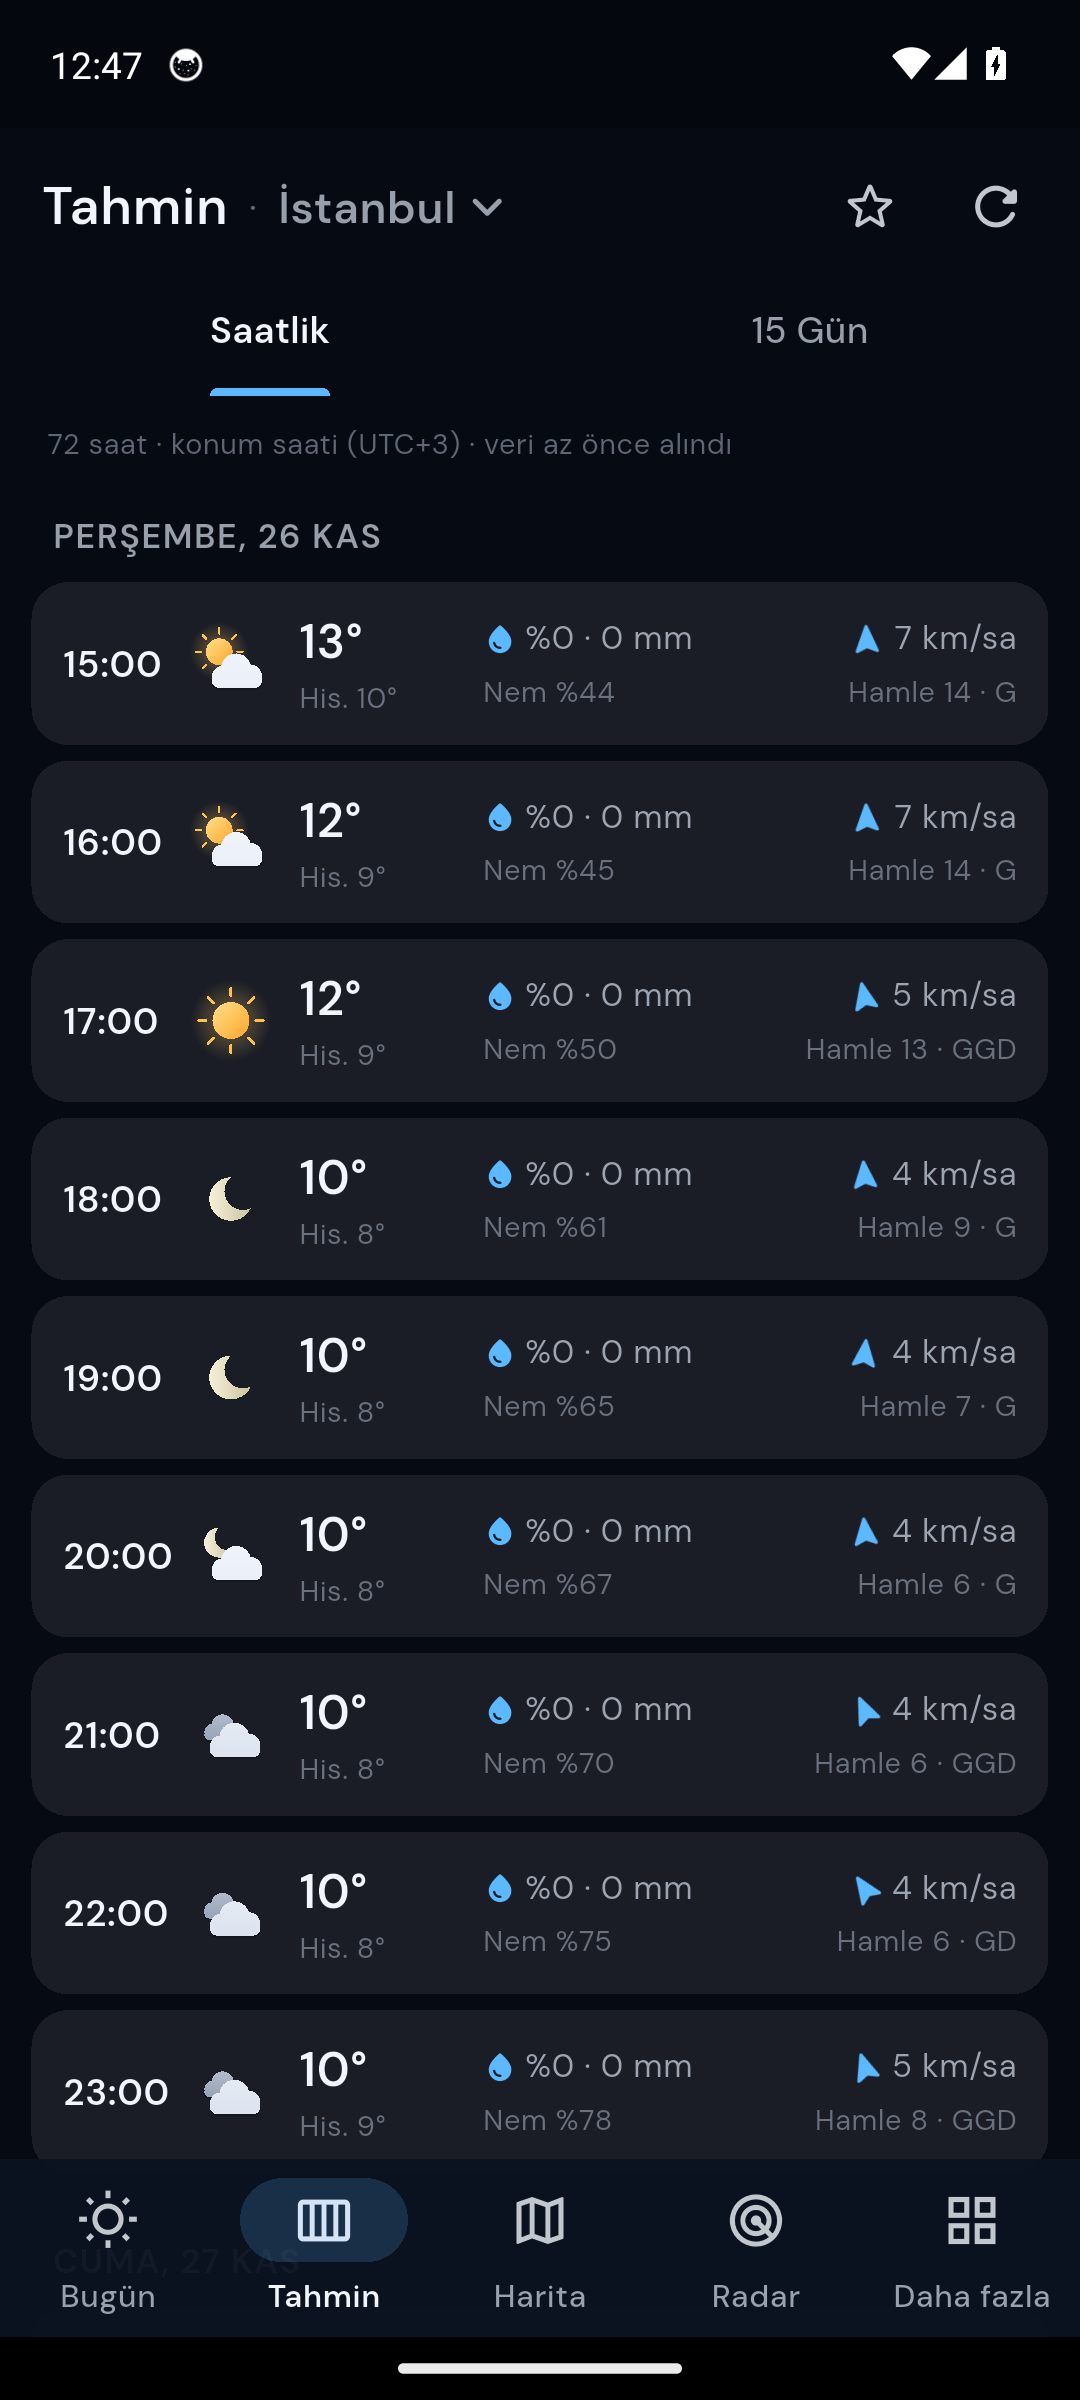 12:47
Tahmin · İstanbul
Saatlik
15 Gün
72 saat · konum saati (UTC+3) · veri az önce alındı
PERŞEMBE, 26 KAS
15:00 13° %0 · 0 mm 7 km/sa
His. 10° Nem %44 Hamle 14 · G
16:00 12° %0 · 0 mm 7 km/sa
His. 9° Nem %45 Hamle 14 · G
17:00 12° %0 · 0 mm 5 km/sa
His. 9° Nem %50 Hamle 13 · GGD
18:00 10° %0 · 0 mm 4 km/sa
His. 8° Nem %61 Hamle 9 · G
19:00 10° %0 · 0 mm 4 km/sa
His. 8° Nem %65 Hamle 7 · G
20:00 10° %0 · 0 mm 4 km/sa
His. 8° Nem %67 Hamle 6 · G
21:00 10° %0 · 0 mm 4 km/sa
His. 8° Nem %70 Hamle 6 · GGD
22:00 10° %0 · 0 mm 4 km/sa
His. 8° Nem %75 Hamle 6 · GD
23:00 10° %0 · 0 mm 5 km/sa
His. 9° Nem %78 Hamle 8 · GGD
CUMA, 27 KAS
Bugün Tahmin Harita Radar Daha fazla